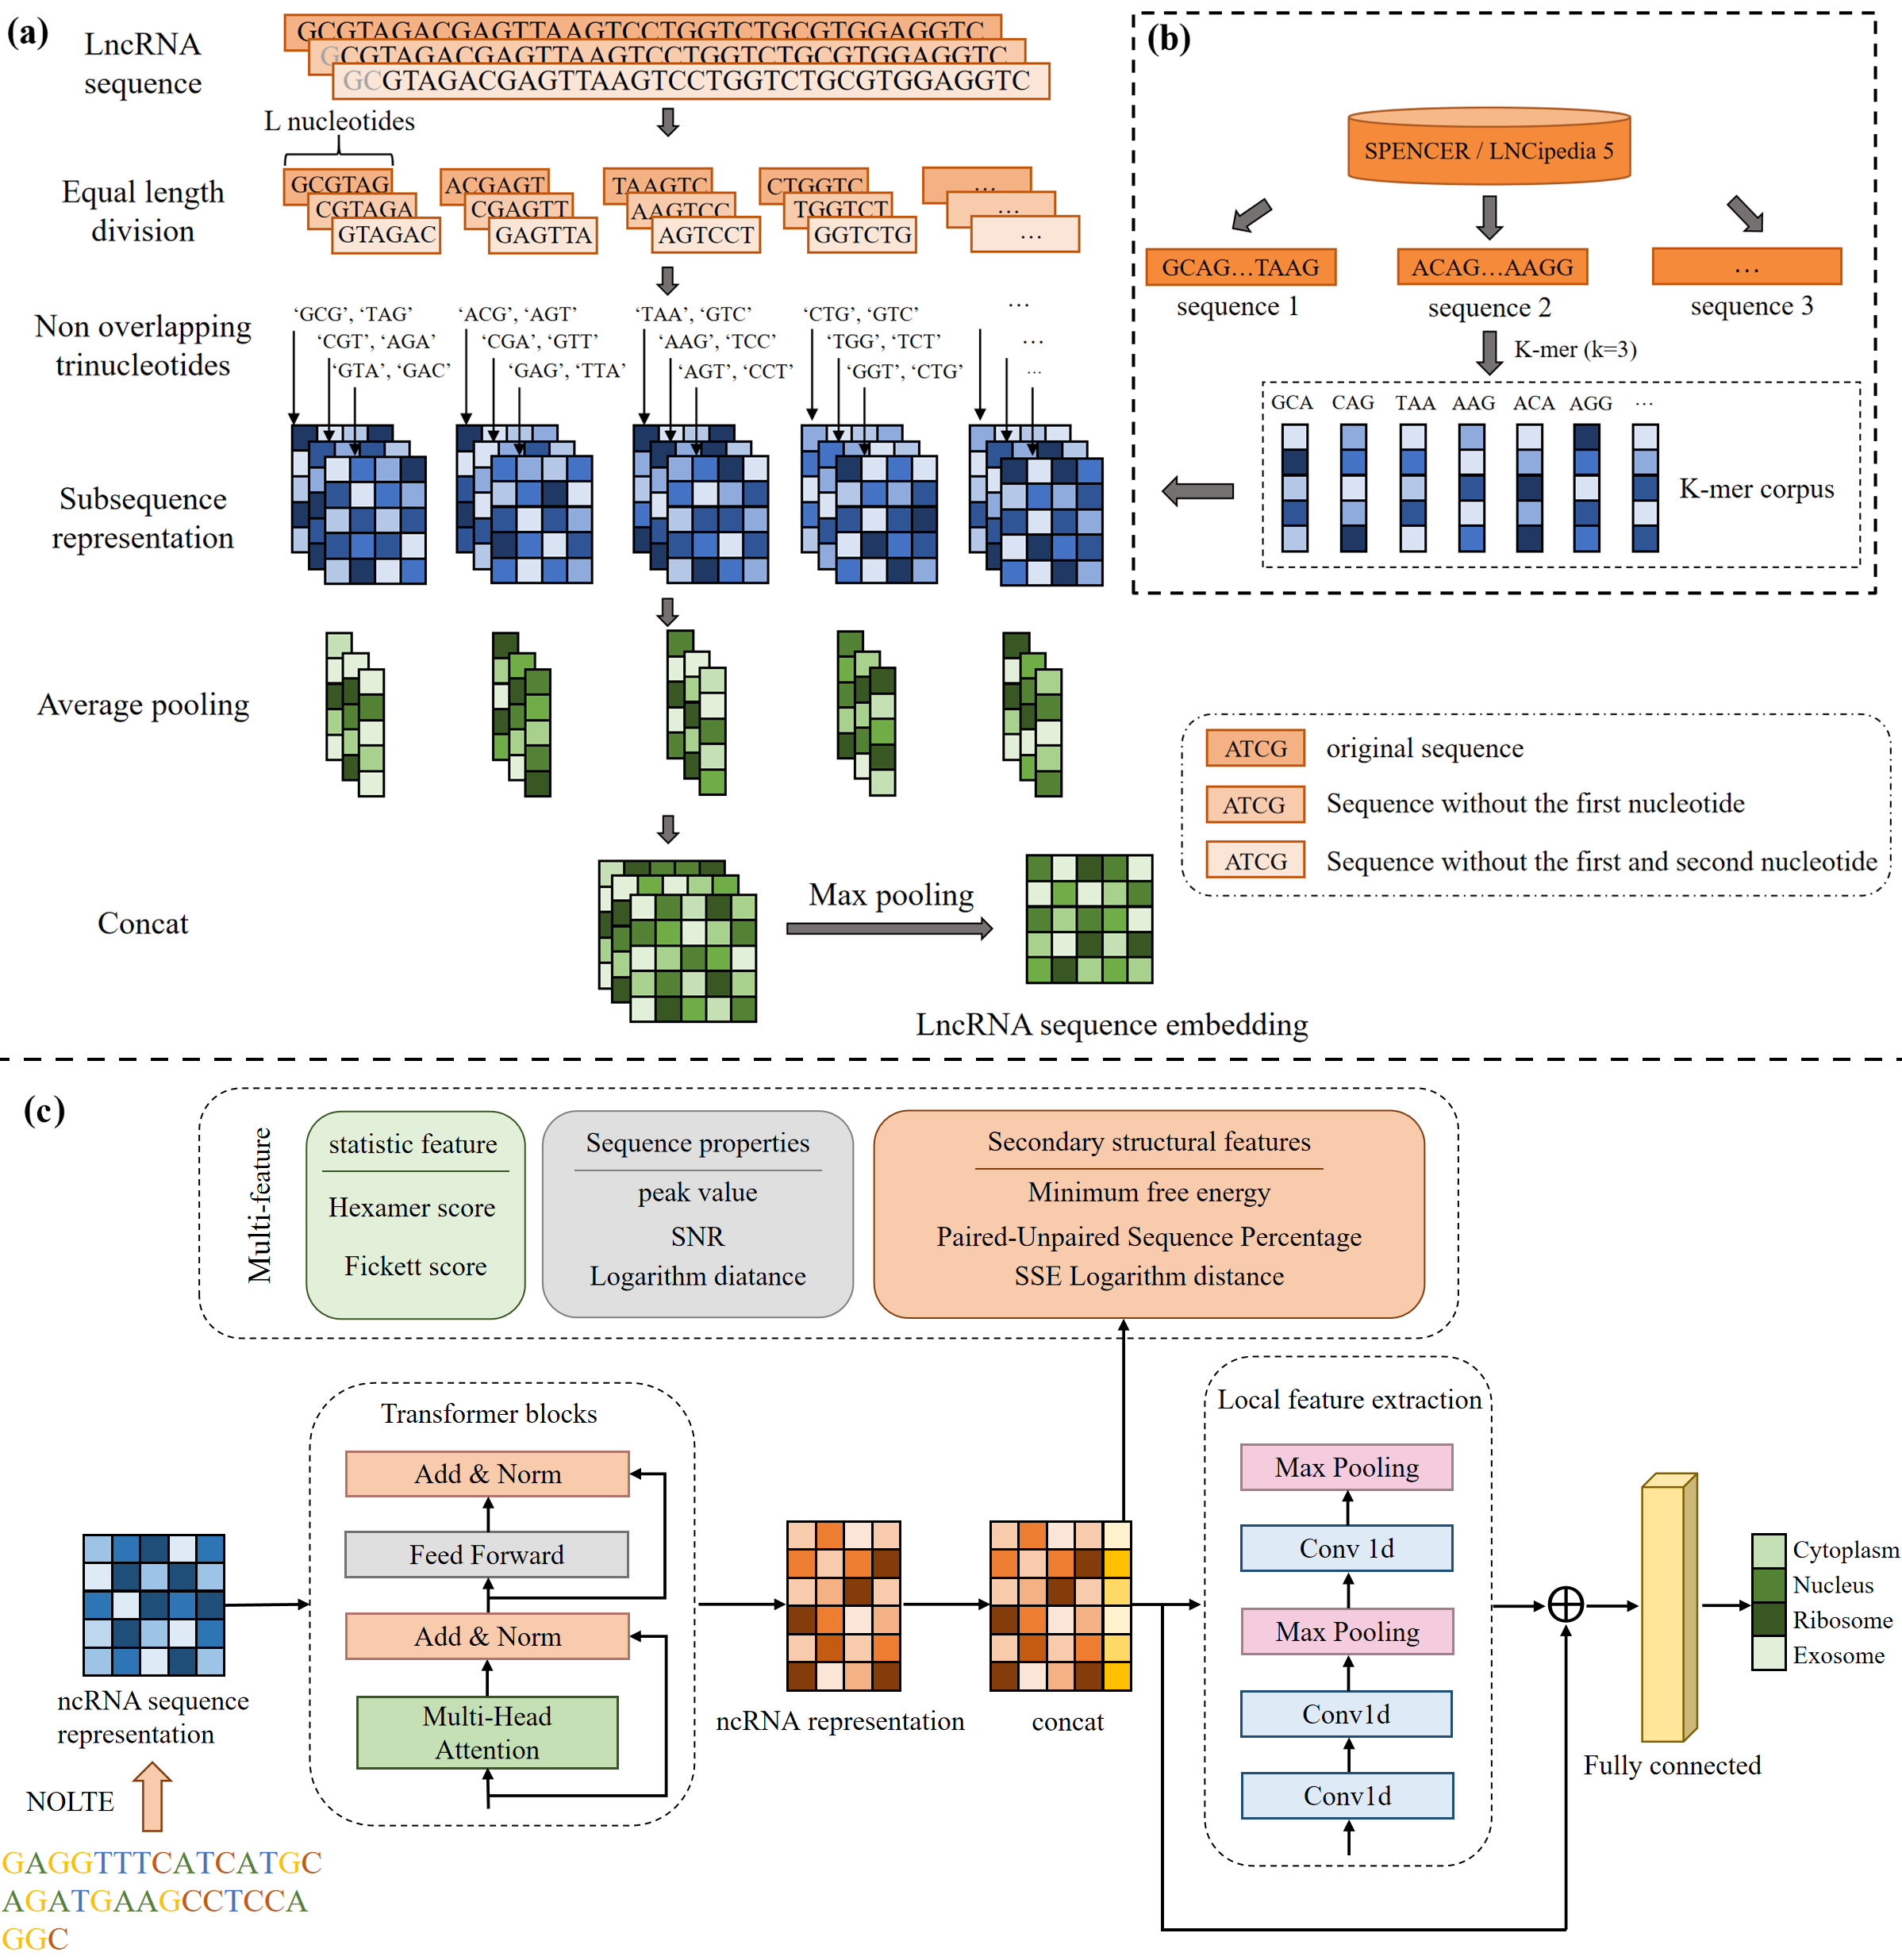 (a)
LncRNA
sequence
GCGTAGACGAGTTAAGTCCTGGTCTGCGTGGAGGTC
GCGTAGACGAGTTAAGTCCTGGTCTGCGTGGAGGTC
GCGTAGACGAGTTAAGTCCTGGTCTGCGTGGAGGTC
L nucleotides
Equal length
division
GCGTAG ACGAGT TAAGTC CTGGTC ...
CGTAGA CGAGTT AAGTCC TGGTCT ...
GTAGAC GAGTTA AGTCCT GGTCTG ...
Non overlapping
trinucleotides
‘GCG’, ‘TAG’ ‘ACG’, ‘AGT’ ‘TAA’, ‘GTC’ ‘CTG’, ‘GTC’ ...
‘CGT’, ‘AGA’ ‘CGA’, ‘GTT’ ‘AAG’, ‘TCC’ ‘TGG’, ‘TCT’ ...
‘GTA’, ‘GAC’ ‘GAG’, ‘TTA’ ‘AGT’, ‘CCT’ ‘GGT’, ‘CTG’ ...
Subsequence
representation
Average pooling
Concat
Max pooling
LncRNA sequence embedding
(b)
SPENCER / LNCipedia 5
GCAG...TAAG ACAG...AAGG ...
sequence 1 sequence 2 sequence 3
K-mer (k=3)
GCA CAG TAA AAG ACA AGG ...
K-mer corpus
ATCG original sequence
ATCG Sequence without the first nucleotide
ATCG Sequence without the first and second nucleotide
(c)
Multi-feature
statistic feature
Hexamer score
Fickett score
Sequence properties
peak value
SNR
Logarithm diatance
Secondary structural features
Minimum free energy
Paired-Unpaired Sequence Percentage
SSE Logarithm distance
Transformer blocks
Add & Norm
Feed Forward
Add & Norm
Multi-Head
Attention
ncRNA sequence
representation
NOLTE
GAGGTTTCATCATGC
AGATGAAGCCTCCA
GGC
ncRNA representation
concat
Local feature extraction
Max Pooling
Conv 1d
Max Pooling
Conv1d
Conv1d
Fully connected
Cytoplasm
Nucleus
Ribosome
Exosome